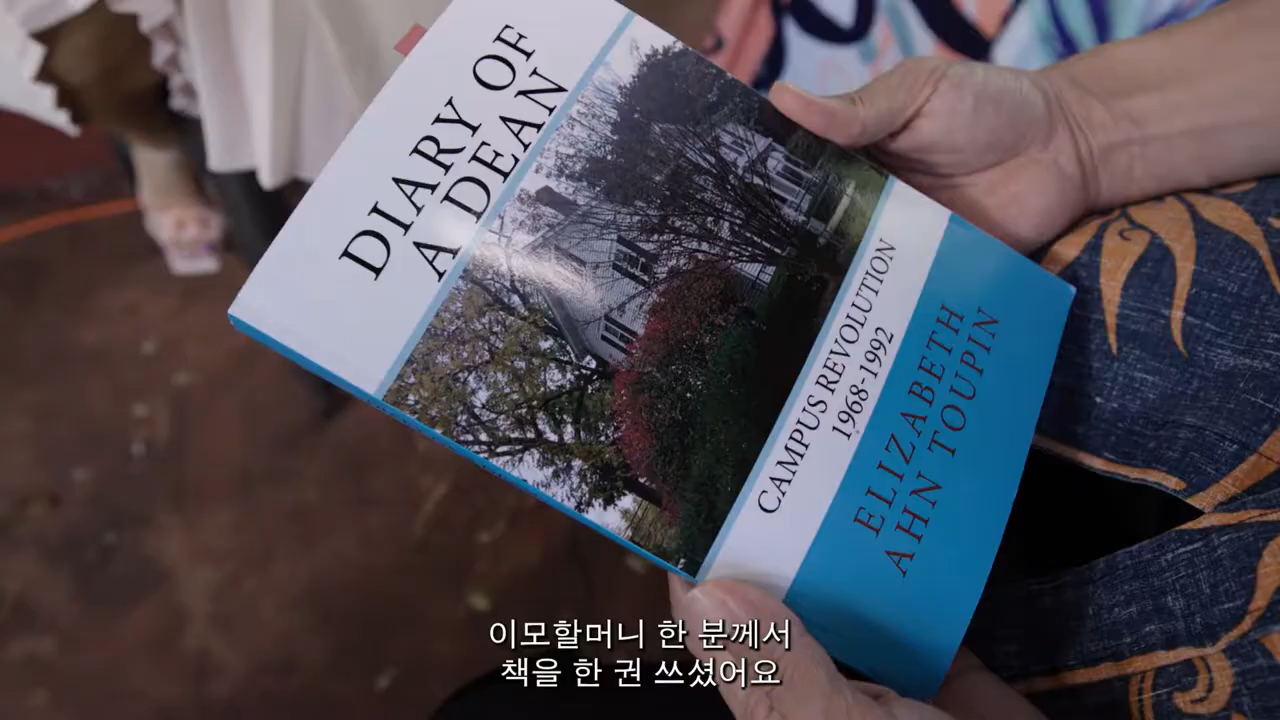 DIARY OF
A DEAN
CAMPUS REVOLUTION
1968-1992
ELIZABETH
AHN TOUPIN
이모할머니 한 분께서
책을 한 권 쓰셨어요